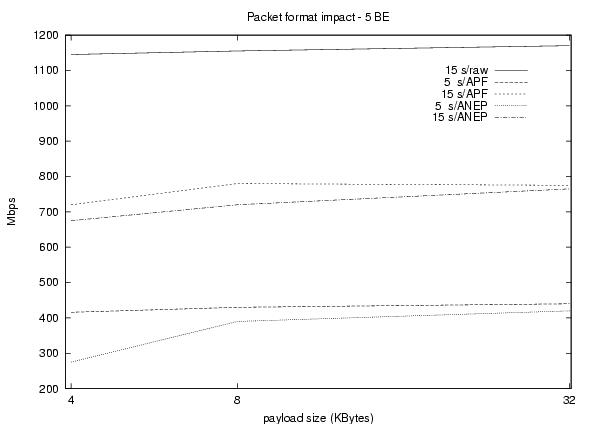 Packet format impact - 5 BE
1200
1100
1000
900
800
700
600
500
400
300
200
Mbps
15 s/raw
5 s/APF
15 s/APF
5 s/ANEP
15 s/ANEP
4
8
32
payload size (KBytes)